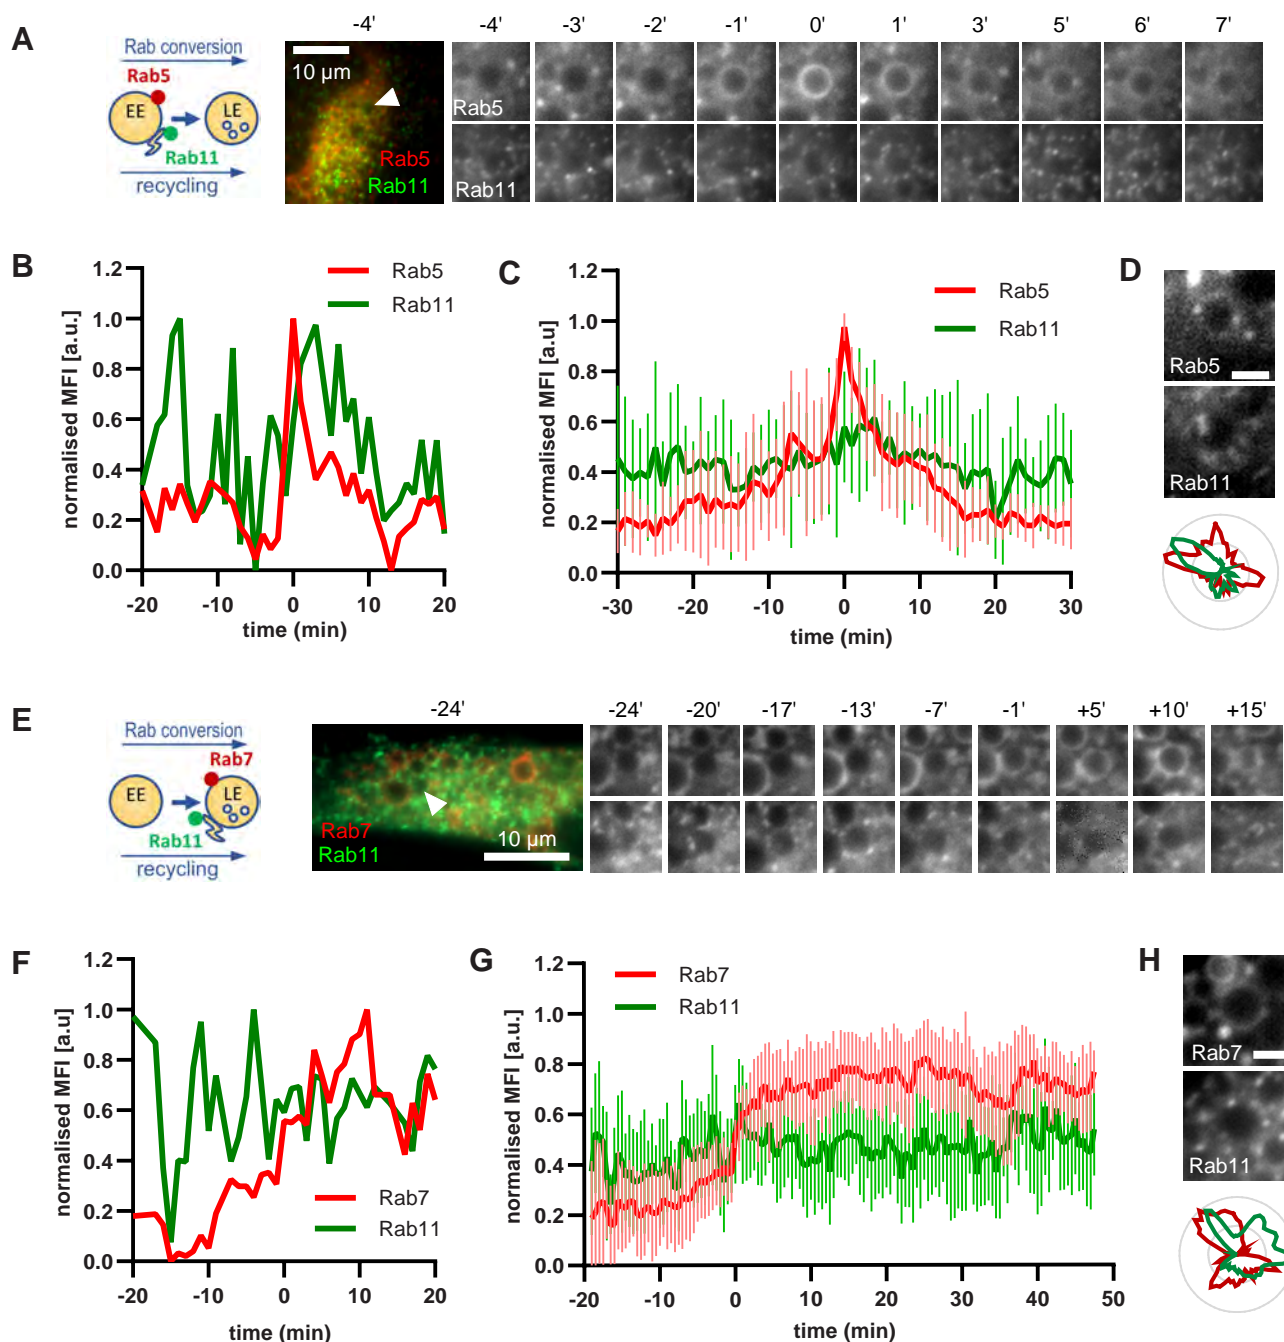 A
Rab conversion
Rab5
EE
LE
Rab11
recycling
-4'
10 µm
Rab5
Rab11
-4' -3' -2' -1' 0' 1' 3' 5' 6' 7'
Rab5
Rab11
B
normalised MFI [a.u.]
1.2
1.0
0.8
0.6
0.4
0.2
0.0
-20 -10 0 10 20
time (min)
Rab5
Rab11
C
normalised MFI [a.u]
1.2
1.0
0.8
0.6
0.4
0.2
0.0
-30 -20 -10 0 10 20 30
time (min)
Rab5
Rab11
D
Rab5
Rab11
E
Rab conversion
Rab7
EE
LE
Rab11
recycling
-24'
Rab7
Rab11
10 µm
-24' -20' -17' -13' -7' -1' +5' +10' +15'
F
normalised MFI [a.u]
1.2
1.0
0.8
0.6
0.4
0.2
0.0
-20 -10 0 10 20
time (min)
Rab7
Rab11
G
normalised MFI [a.u.]
1.2
1.0
0.8
0.6
0.4
0.2
0.0
-20 -10 0 10 20 30 40 50
time (min)
Rab7
Rab11
H
Rab7
Rab11